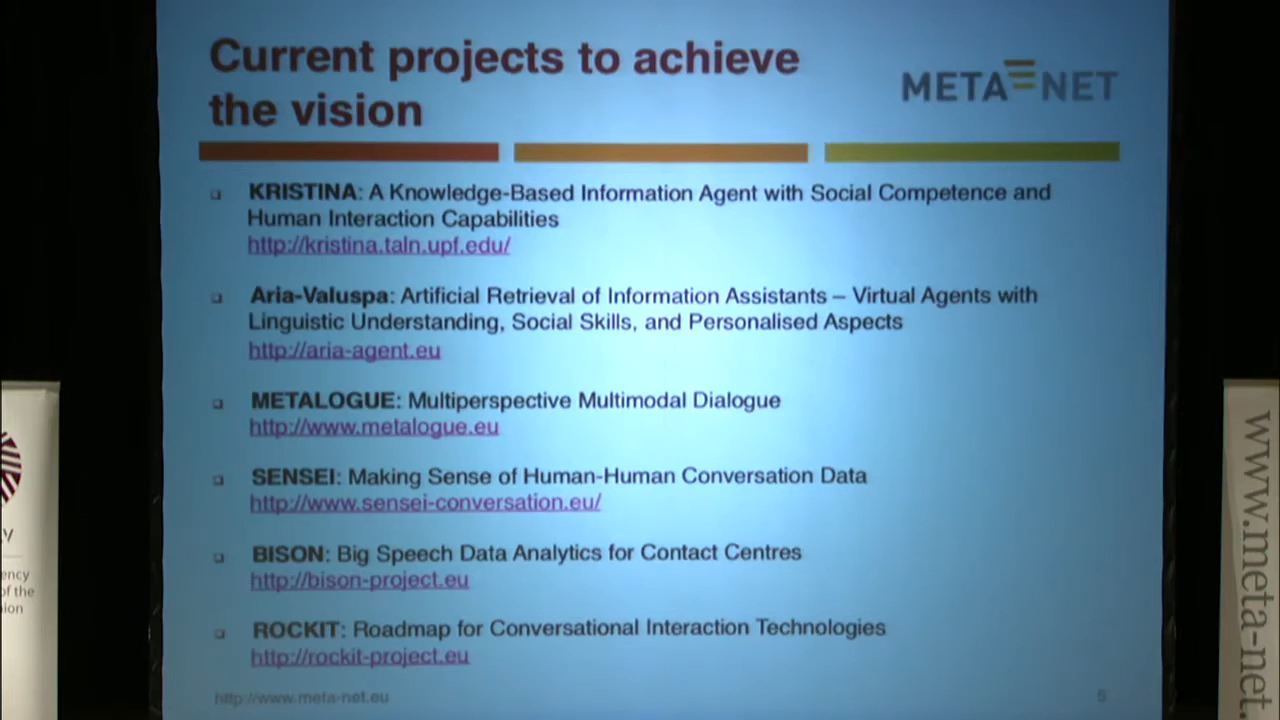 Current projects to achieve
the vision
META NET
KRISTINA: A Knowledge-Based Information Agent with Social Competence and
Human Interaction Capabilities
http://kristina.taln.upf.edu/
Aria-Valuspa: Artificial Retrieval of Information Assistants – Virtual Agents with
Linguistic Understanding, Social Skills, and Personalised Aspects
http://aria-agent.eu
METALOGUE: Multiperspective Multimodal Dialogue
http://www.metalogue.eu
SENSEI: Making Sense of Human-Human Conversation Data
http://www.sensei-conversation.eu/
BISON: Big Speech Data Analytics for Contact Centres
http://bison-project.eu
ROCKIT: Roadmap for Conversational Interaction Technologies
http://rockit-project.eu
http://www.meta-net.eu
ency
of the
ion
www.meta-net.